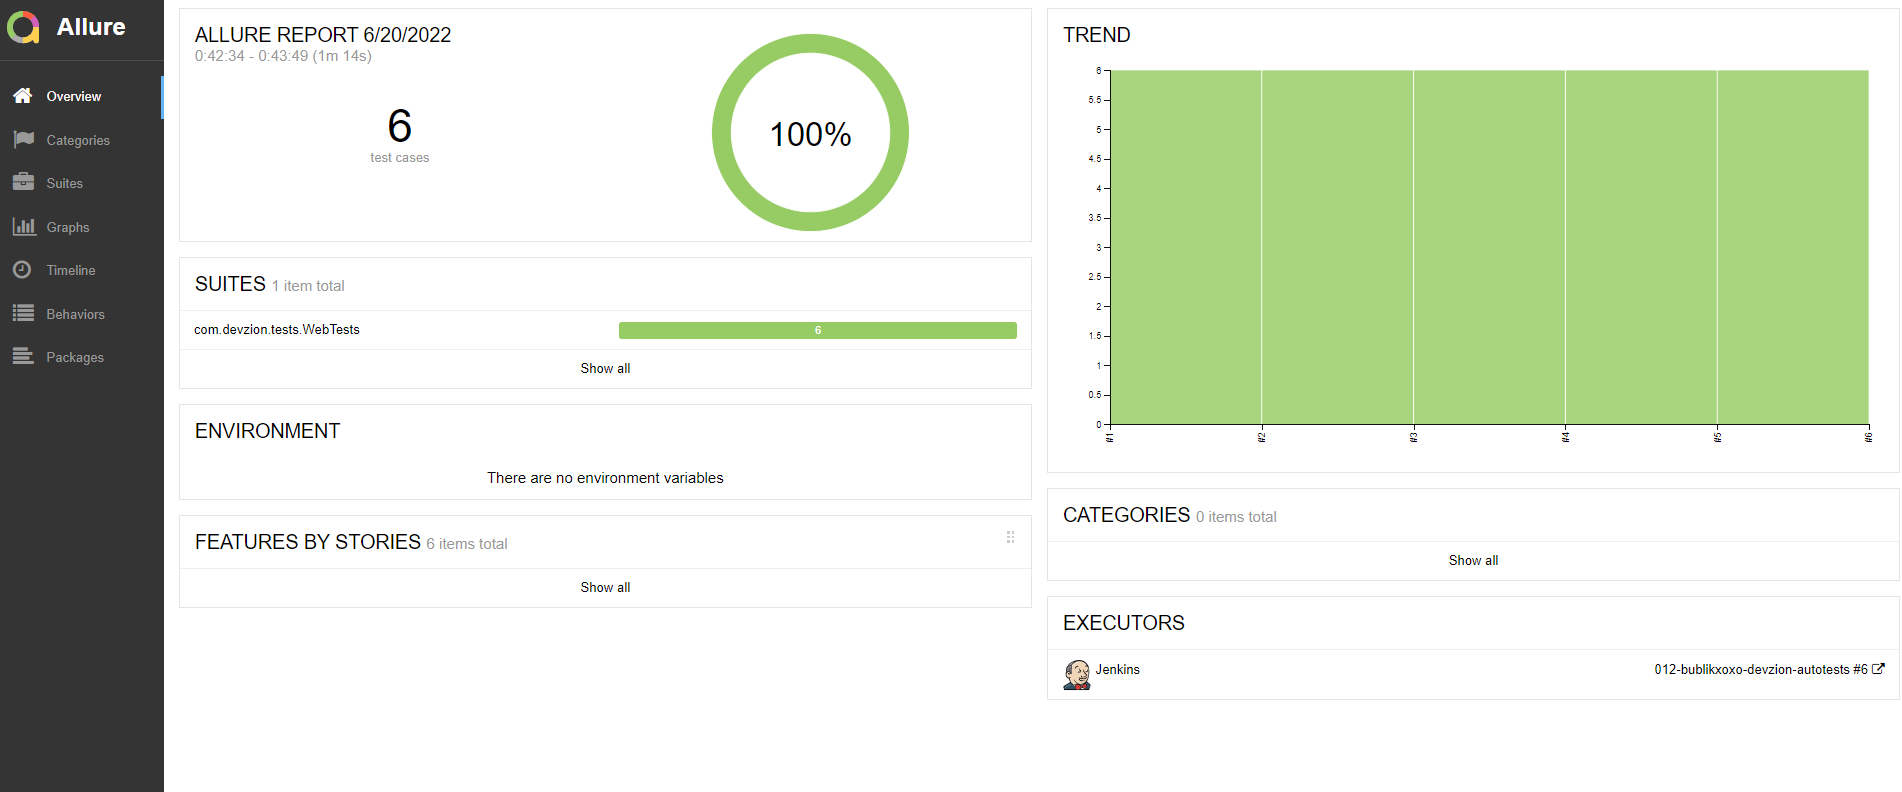 Allure
Overview
Categories
Suites
Graphs
Timeline
Behaviors
Packages
ALLURE REPORT 6/20/2022
0:42:34 - 0:43:49 (1m 14s)
6
test cases
100%
SUITES 1 item total
com.devzion.tests.WebTests 6
Show all
ENVIRONMENT
There are no environment variables
FEATURES BY STORIES 6 items total
Show all
TREND
6
5.5
5
4.5
4
3.5
3
2.5
2
1.5
1
0.5
0
#1 #2 #3 #4 #5 #6
CATEGORIES 0 items total
Show all
EXECUTORS
Jenkins 012-bublikxoxo-devzion-autotests #6